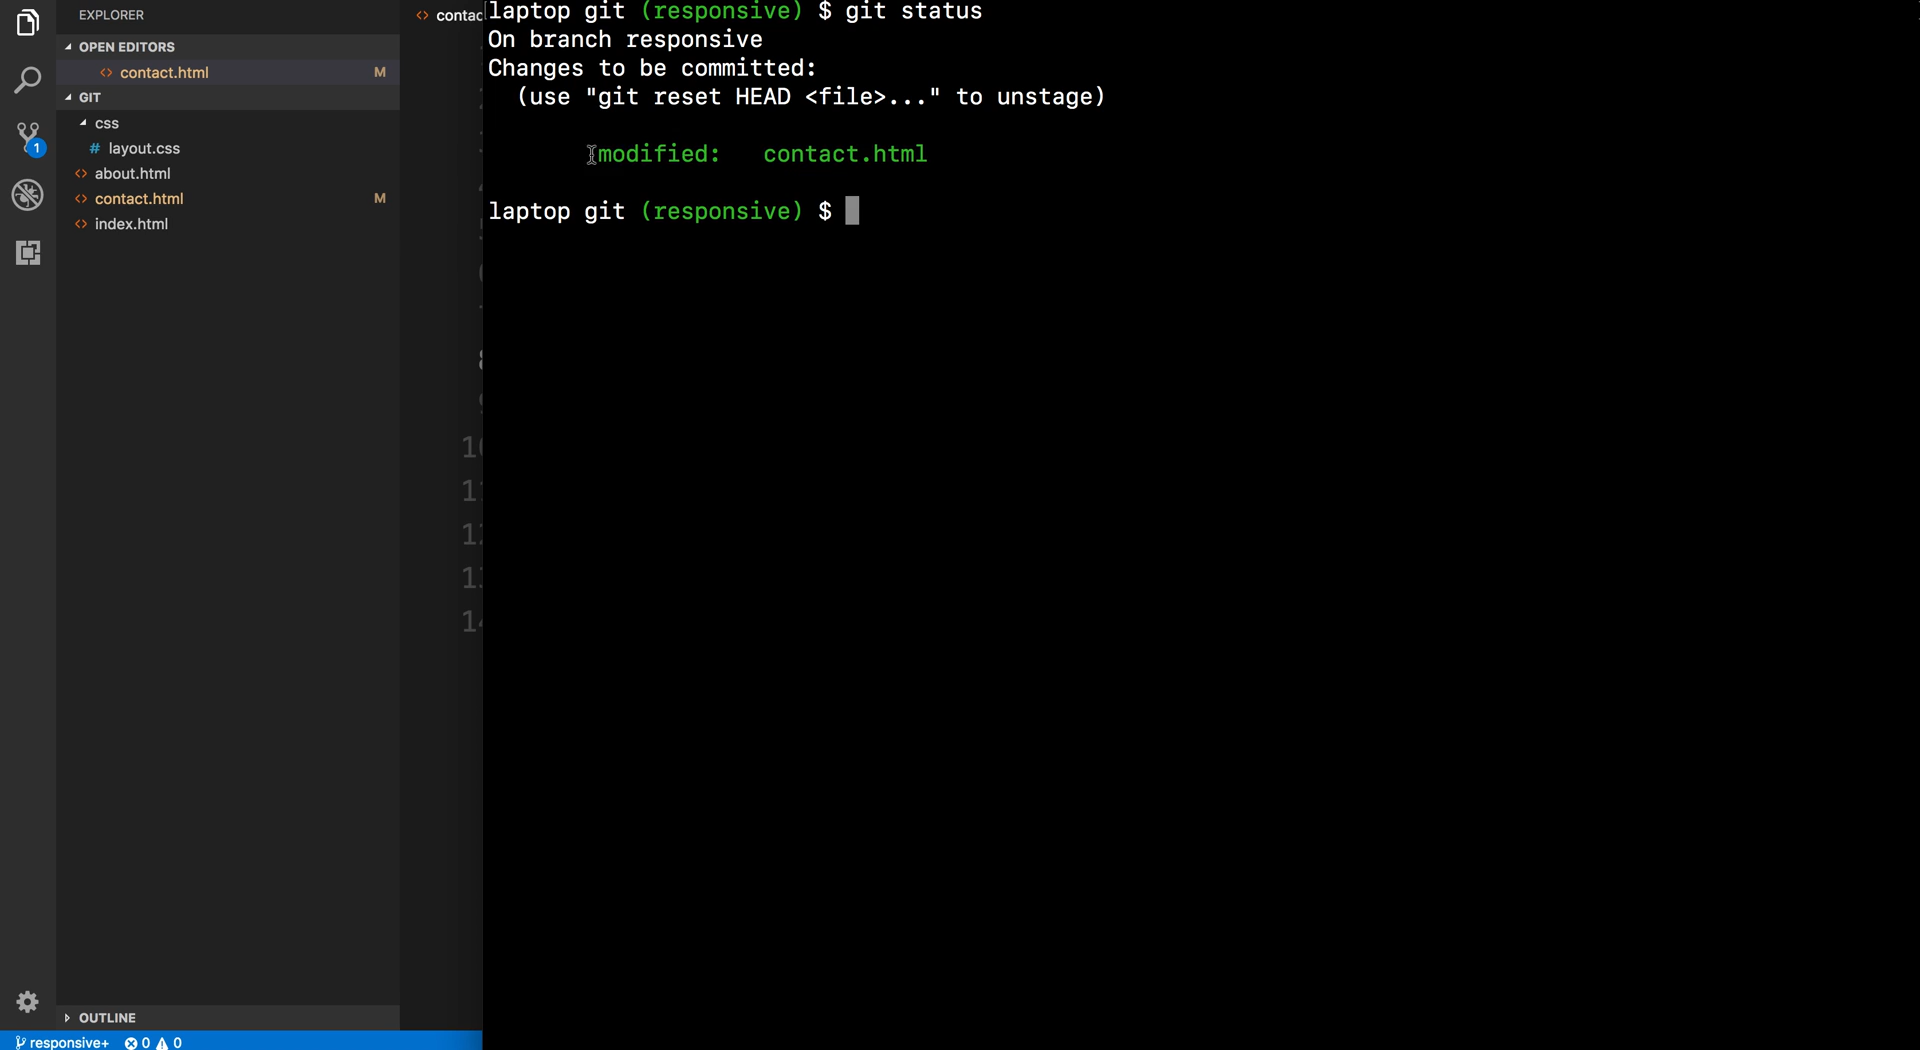 EXPLORER
OPEN EDITORS
contact.html M
GIT
css
# layout.css
about.html
contact.html M
index.html
1
OUTLINE
responsive+ 0 0
laptop git (responsive) $ git status
On branch responsive
Changes to be committed:
(use "git reset HEAD <file>..." to unstage)
modified: contact.html
laptop git (responsive) $